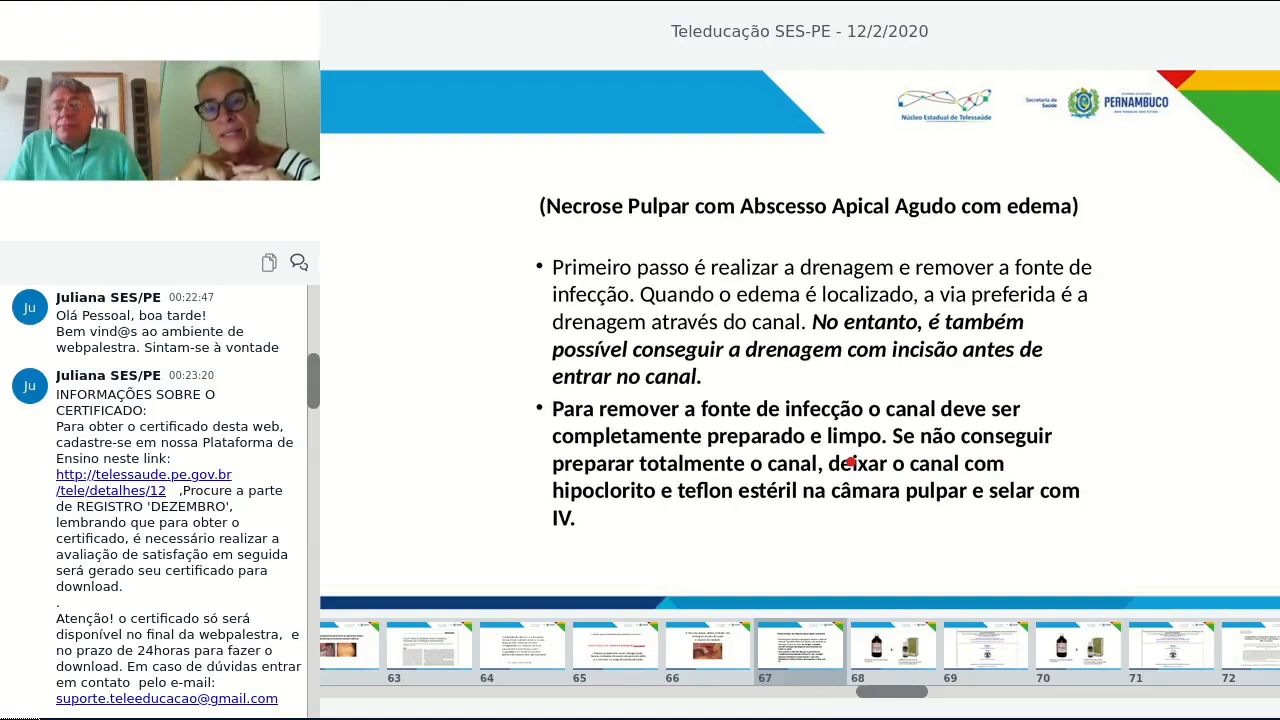 Teleducação SES-PE - 12/2/2020
Núcleo Estadual de Telessaúde
Secretaria de
Saúde
PERNAMBUCO
(Necrose Pulpar com Abscesso Apical Agudo com edema)
• Primeiro passo é realizar a drenagem e remover a fonte de
infecção. Quando o edema é localizado, a via preferida é a
drenagem através do canal. No entanto, é também
possível conseguir a drenagem com incisão antes de
entrar no canal.
• Para remover a fonte de infecção o canal deve ser
completamente preparado e limpo. Se não conseguir
preparar totalmente o canal, deixar o canal com
hipoclorito e teflon estéril na câmara pulpar e selar com
IV.
Ju
Juliana SES/PE 00:22:47
Olá Pessoal, boa tarde!
Bem vind@s ao ambiente de
webpalestra. Sintam-se à vontade
Ju
Juliana SES/PE 00:23:20
INFORMAÇÕES SOBRE O
CERTIFICADO:
Para obter o certificado desta web,
cadastre-se em nossa Plataforma de
Ensino neste link:
http://telessaude.pe.gov.br
/tele/detalhes/12 ,Procure a parte
de REGISTRO 'DEZEMBRO',
lembrando que para obter o
certificado, é necessário realizar a
avaliação de satisfação em seguida
será gerado seu certificado para
download.
.
Atenção! o certificado só será
disponível no final da webpalestra, e
no prazo de 24horas para fazer o
download. Em caso de dúvidas entrar
em contato pelo e-mail:
suporte.teleeducacao@gmail.com
63 64 65 66 67 68 69 70 71 72